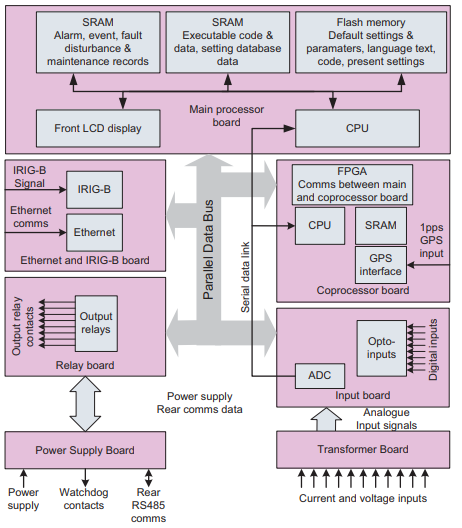 SRAM
Alarm, event, fault
disturbance &
maintenance records
SRAM
Executable code &
data, setting database
data
Flash memory
Default settings &
paramaters, language text,
code, present settings
Front LCD display
Main processor
board
CPU
IRIG-B
Signal
IRIG-B
Ethernet
comms
Ethernet
Ethernet and IRIG-B board
Parallel Data Bus
Serial data link
FPGA
Comms between main
and coprocessor board
CPU
SRAM
GPS
interface
1pps
GPS
input
Coprocessor board
Output relay
contacts
Output
relays
Relay board
Opto-
inputs
Digital inputs
ADC
Input board
Power supply
Rear comms data
Analogue
Input signals
Power Supply Board
Transformer Board
Power
supply
Watchdog
contacts
Rear
RS485
comms
Current and voltage inputs